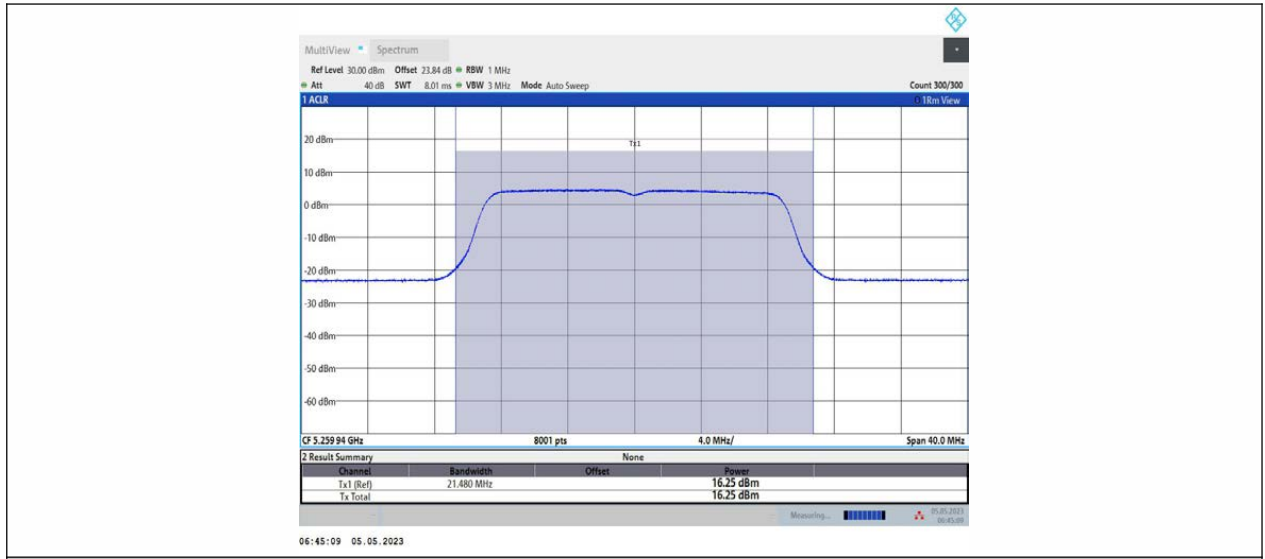 MultiView Spectrum
Ref Level 30.00 dBm Offset 23.84 dB RBW 1 MHz
Att 40 dB SWT 8.01 ms VBW 3 MHz Mode Auto Sweep Count 300/300
1 ACLR 1Rm View
20 dBm
Tx1
10 dBm
0 dBm
-10 dBm
-20 dBm
-30 dBm
-40 dBm
-50 dBm
-60 dBm
CF 5.259 94 GHz 8001 pts 4.0 MHz/ Span 40.0 MHz
2 Result Summary None
Channel Bandwidth Offset Power
Tx1 (Ref) 21.480 MHz 16.25 dBm
Tx Total 16.25 dBm
Measuring... 05.05.2023
06:45:09
06:45:09 05.05.2023